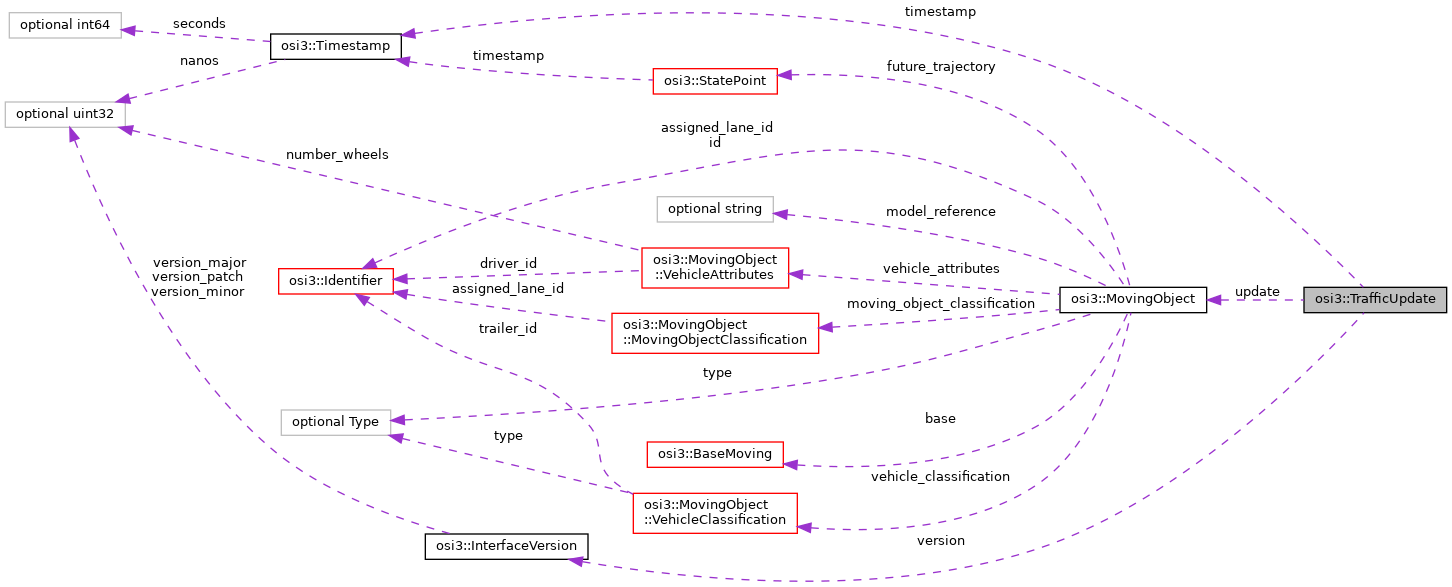 timestamp
optional int64
seconds
osi3::Timestamp
nanos
timestamp
future_trajectory
osi3::StatePoint
optional uint32
assigned_lane_id
id
number_wheels
optional string
model_reference
osi3::MovingObject
::VehicleAttributes
vehicle_attributes
driver_id
osi3::Identifier
version_major
version_patch
version_minor
assigned_lane_id
moving_object_classification
osi3::MovingObject
update
osi3::TrafficUpdate
trailer_id
osi3::MovingObject
::MovingObjectClassification
type
optional Type
type
base
osi3::BaseMoving
vehicle_classification
osi3::MovingObject
::VehicleClassification
osi3::InterfaceVersion
version